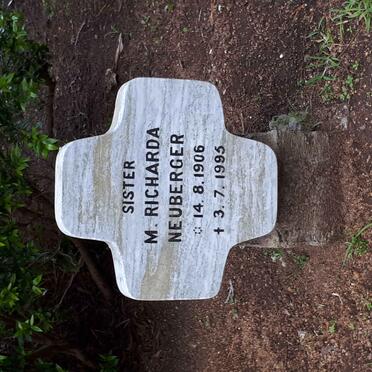 SISTER
M. RICHARDA
NEUBERGER
☼ 14. 8. 1906
✝ 3. 7. 1995